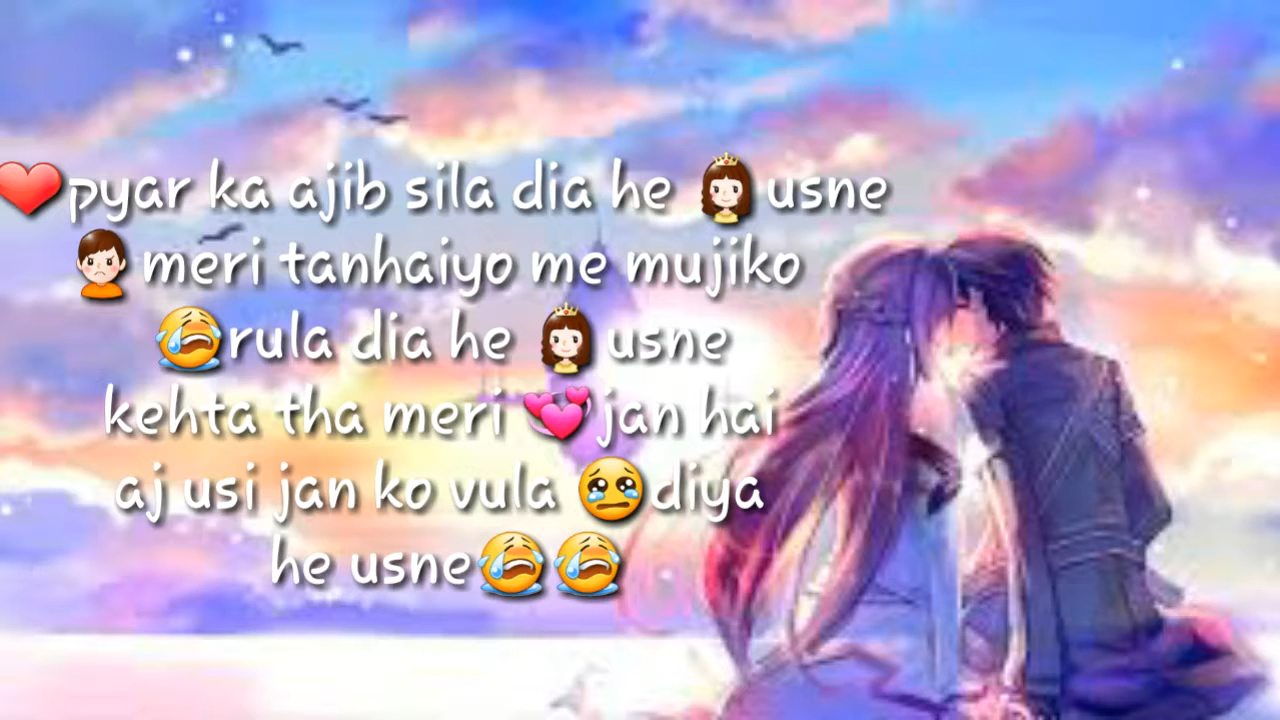 ❤pyar ka ajib sila dia he 👸usne
🙍‍♂️meri tanhaiyo me mujiko
😭rula dia he 👸usne
kehta tha meri 💞jan hai
aj usi jan ko vula 😢diya
he usne😭😭